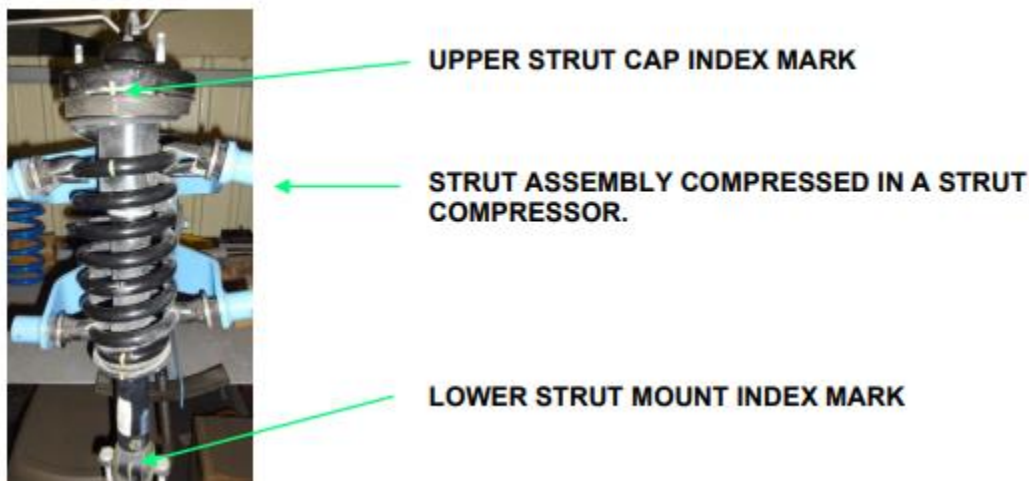 UPPER STRUT CAP INDEX MARK
STRUT ASSEMBLY COMPRESSED IN A STRUT
COMPRESSOR.
LOWER STRUT MOUNT INDEX MARK